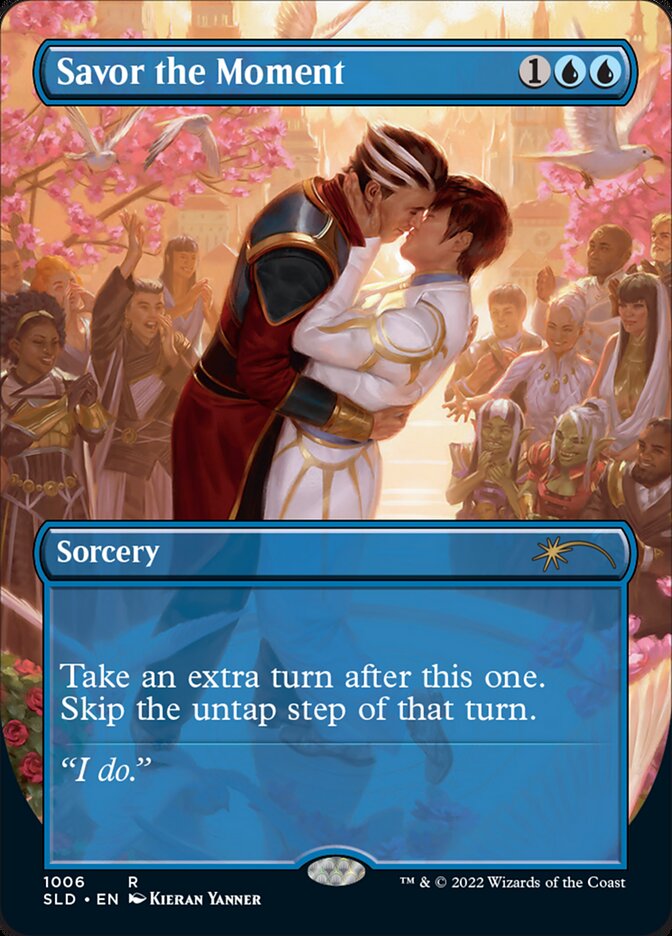 Savor the Moment 1
Sorcery
Take an extra turn after this one.
Skip the untap step of that turn.
“I do.”
1006 R
SLD • EN KIERAN YANNER
™ & © 2022 Wizards of the Coast